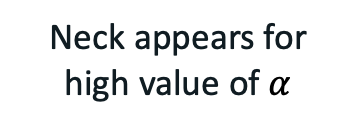 Neck appears for
high value of 𝛼